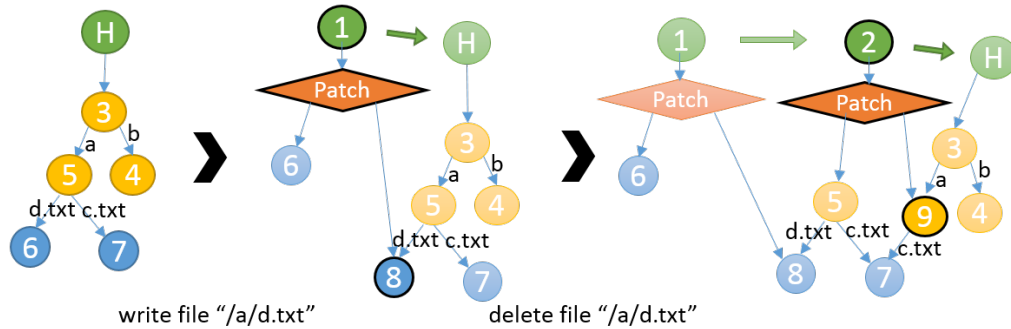 H
3
a
b
5
4
d.txt
c.txt
6
7
1
H
Patch
6
3
a
b
5
4
d.txt
c.txt
8
7
1
2
H
Patch
Patch
6
3
a
b
5
9
4
d.txt
c.txt
c.txt
8
7
write file “/a/d.txt”
delete file “/a/d.txt”